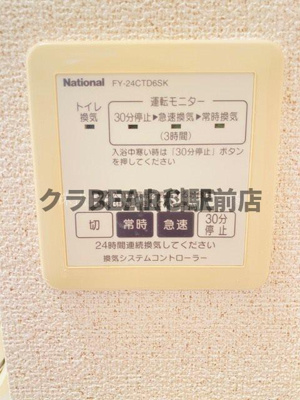 National FY-24CTD6SK
トイレ換気
運転モニター
30分停止▶急速換気▶常時換気
(3時間)
入浴中寒い時は「30分停止」ボタン
を押してください
切 常時 急速 30分停止
24時間連続換気してください
換気システムコントローラー